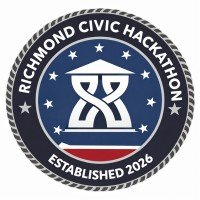 RICHMOND CIVIC HACKATHON
ESTABLISHED 2026